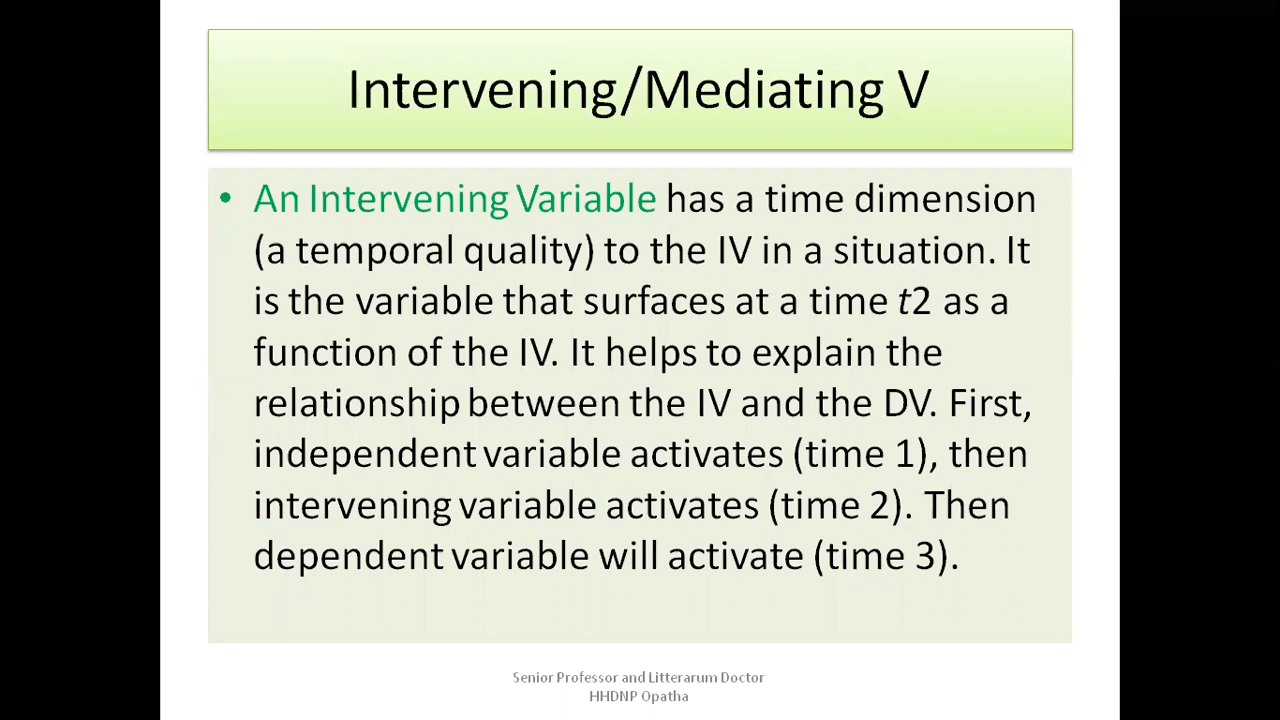 Intervening/Mediating V
• An Intervening Variable has a time dimension
(a temporal quality) to the IV in a situation. It
is the variable that surfaces at a time t2 as a
function of the IV. It helps to explain the
relationship between the IV and the DV. First,
independent variable activates (time 1), then
intervening variable activates (time 2). Then
dependent variable will activate (time 3).
Senior Professor and Litterarum Doctor
HHDNP Opatha